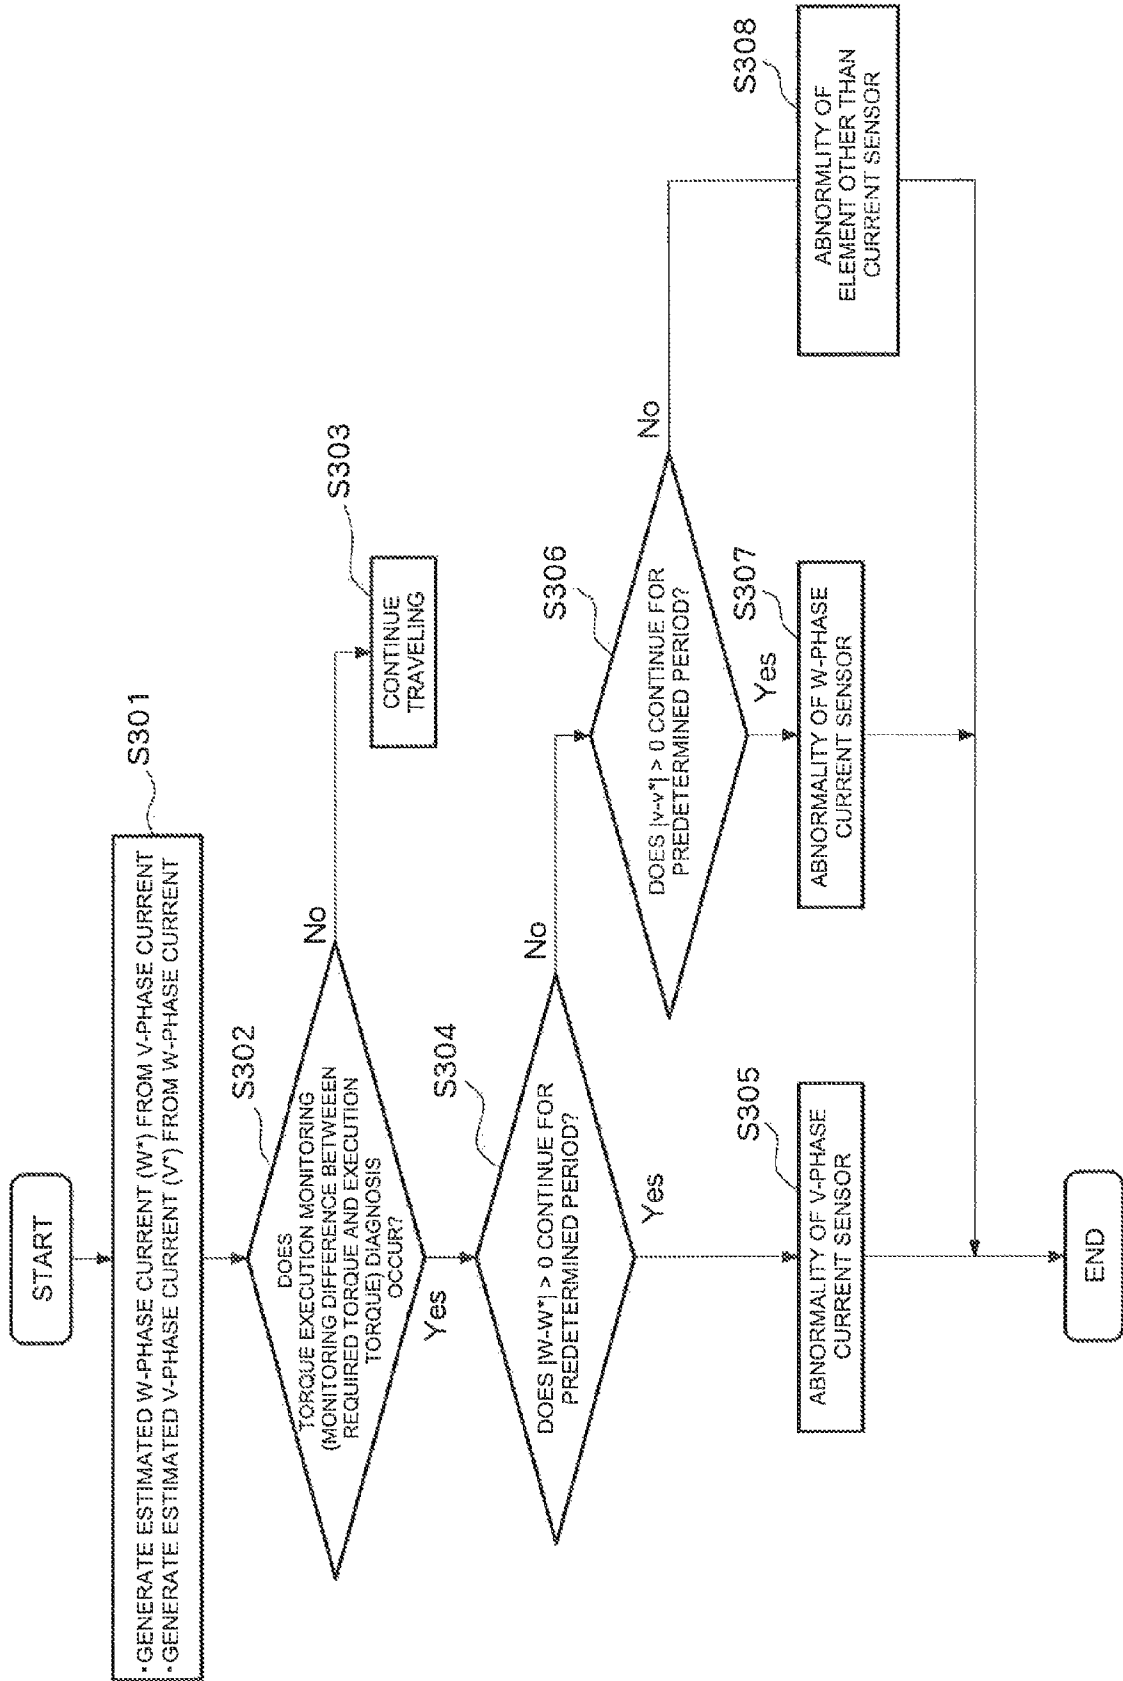 START
S301
・GENERATE ESTIMATED W-PHASE CURRENT (W*) FROM V-PHASE CURRENT
・GENERATE ESTIMATED V-PHASE CURRENT (V*) FROM W-PHASE CURRENT
S302
DOES
TORQUE EXECUTION MONITORING
(MONITORING DIFFERENCE BETWEEEN
REQUIRED TORQUE AND EXECUTION
TORQUE) DIAGNOSIS
OCCUR?
No
Yes
S303
CONTINUE
TRAVELING
S304
DOES |W-W*| > 0 CONTINUE FOR
PREDETERMINED PERIOD?
No
Yes
S306
DOES |v-v*| > 0 CONTINUE FOR
PREDETERMINED PERIOD?
No
Yes
S305
ABNORMALITY OF V-PHASE
CURRENT SENSOR
S307
ABNORMALITY OF W-PHASE
CURRENT SENSOR
S308
ABNORMLITY OF
ELEMENT OTHER THAN
CURRENT SENSOR
END